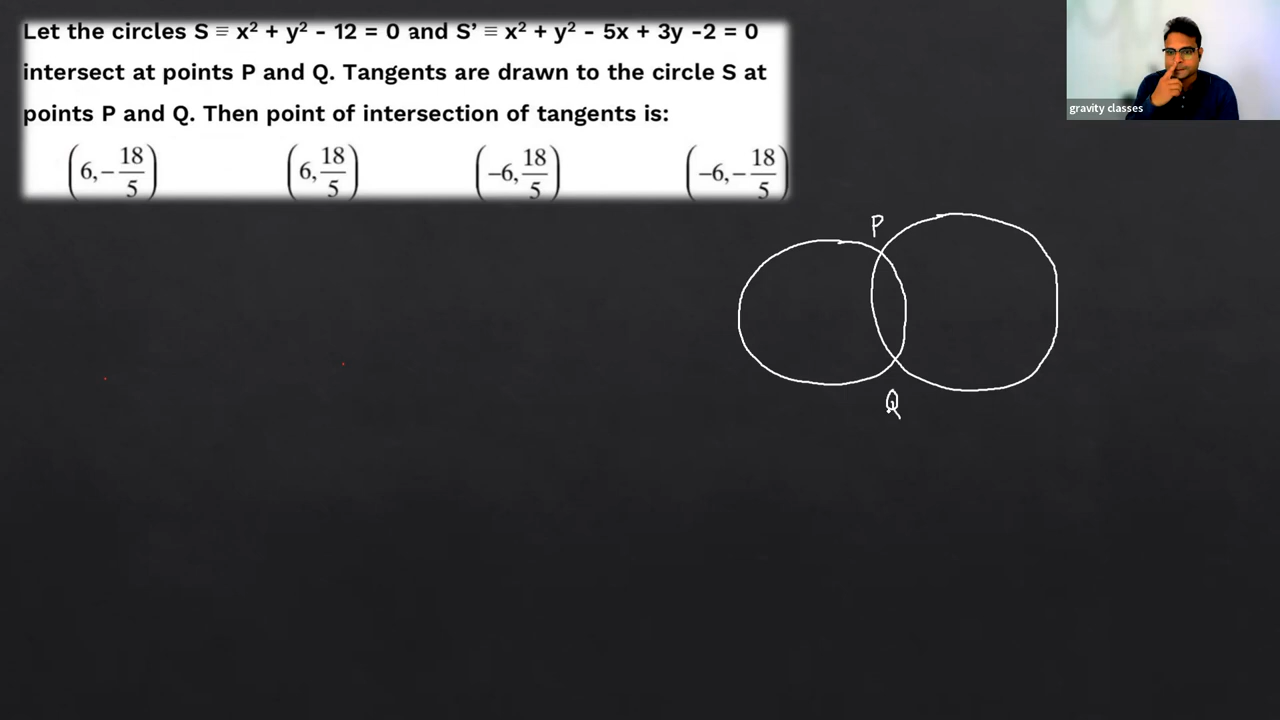 Let the circles S ≡ x² + y² - 12 = 0 and S’ ≡ x² + y² - 5x + 3y -2 = 0
intersect at points P and Q. Tangents are drawn to the circle S at
points P and Q. Then point of intersection of tangents is:
(6, -18/5) (6, 18/5) (-6, 18/5) (-6, -18/5)
gravity classes
P
Q